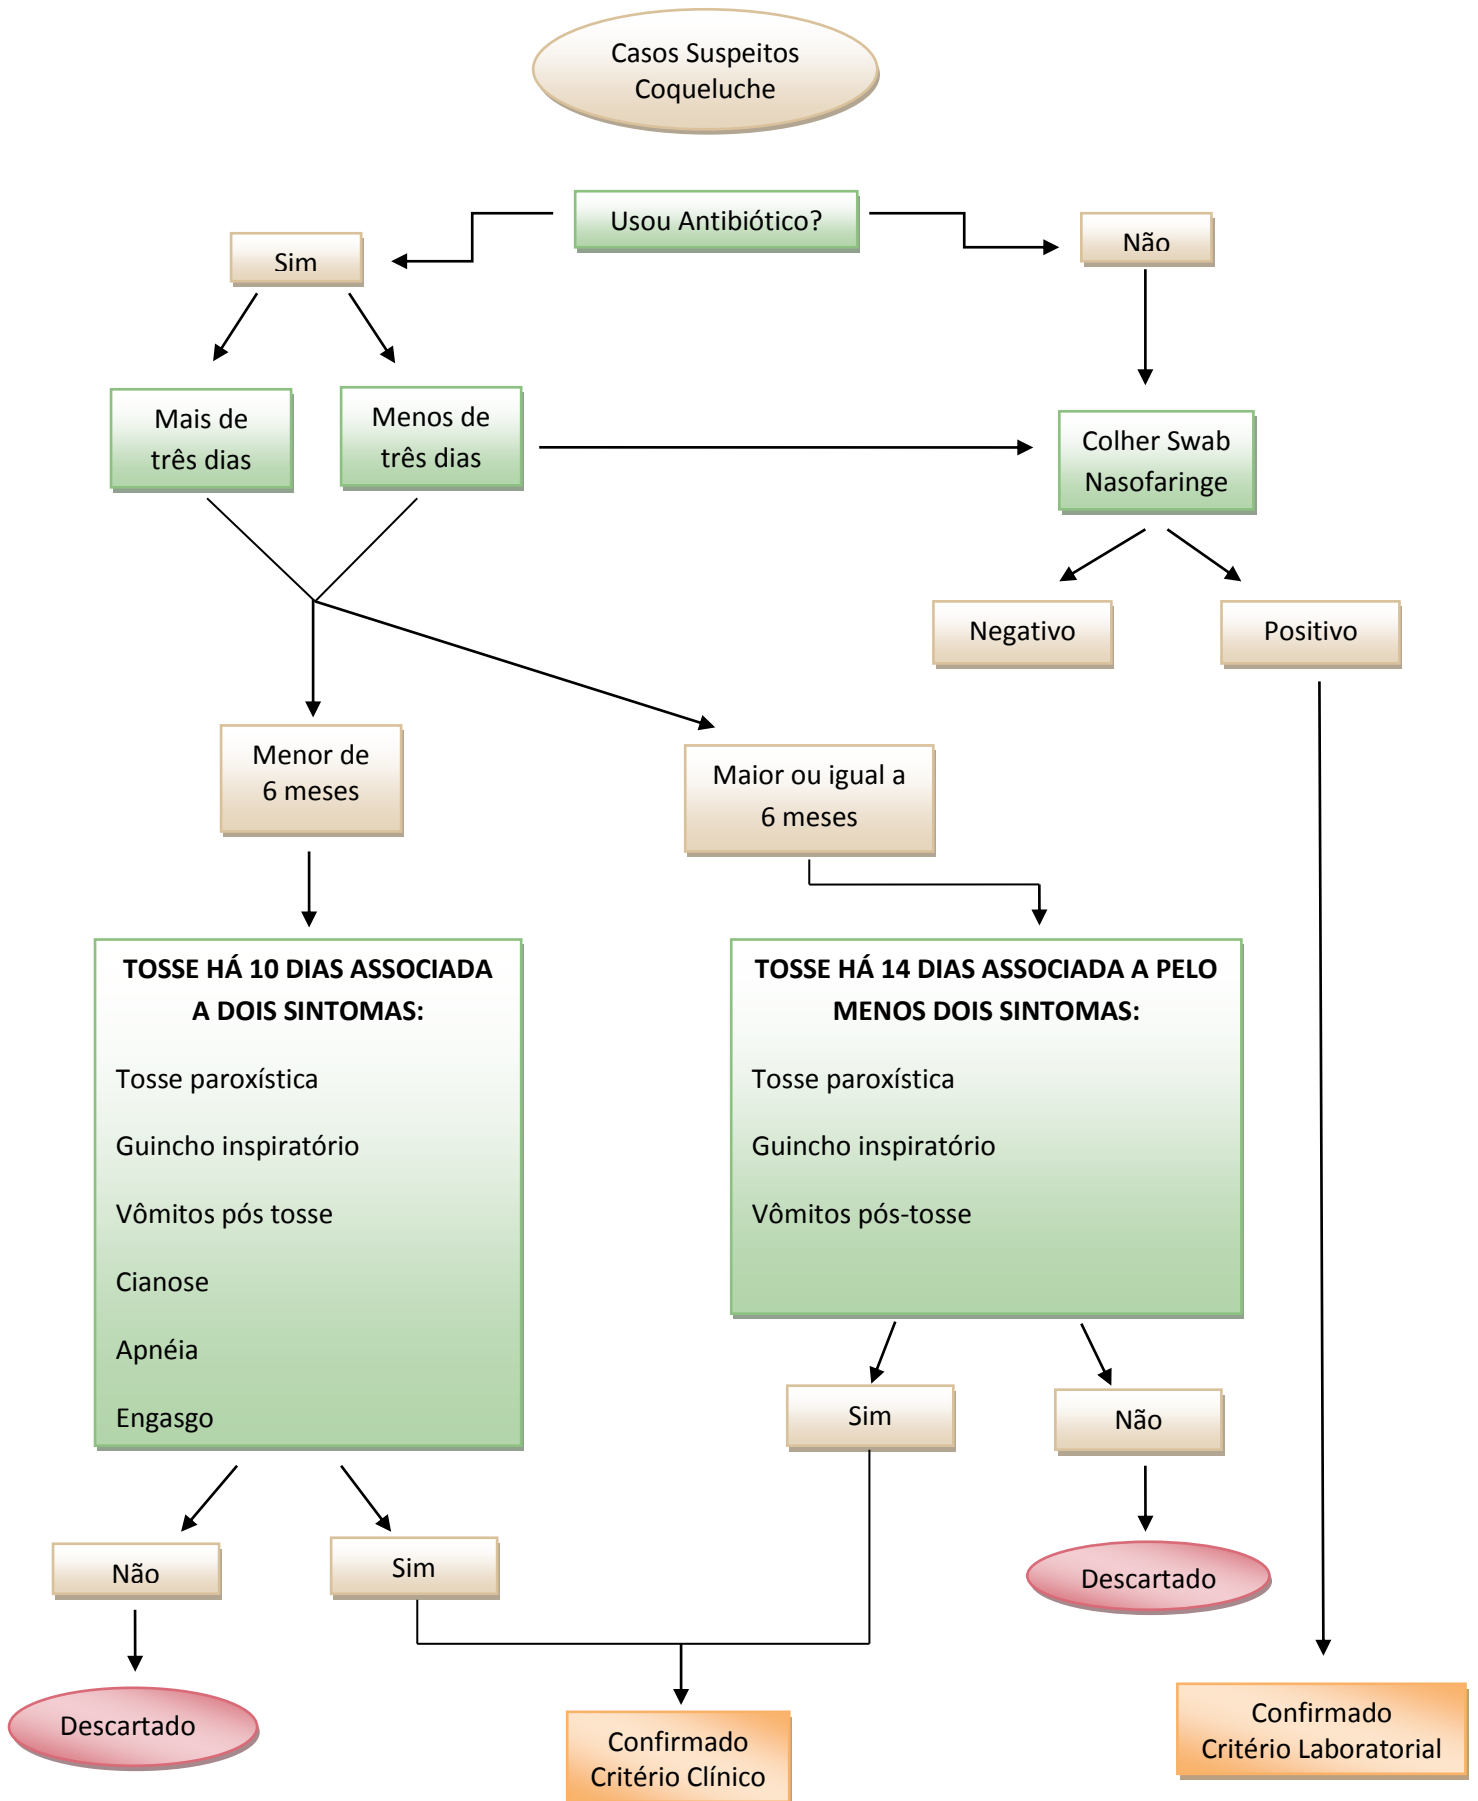 Casos Suspeitos
Coqueluche
Usou Antibiótico?
Sim
Não
Mais de
três dias
Menos de
três dias
Colher Swab
Nasofaringe
Negativo
Positivo
Menor de
6 meses
Maior ou igual a
6 meses
TOSSE HÁ 10 DIAS ASSOCIADA
A DOIS SINTOMAS:
Tosse paroxística
Guincho inspiratório
Vômitos pós tosse
Cianose
Apnéia
Engasgo
TOSSE HÁ 14 DIAS ASSOCIADA A PELO
MENOS DOIS SINTOMAS:
Tosse paroxística
Guincho inspiratório
Vômitos pós-tosse
Sim
Não
Não
Sim
Descartado
Descartado
Confirmado
Critério Clínico
Confirmado
Critério Laboratorial